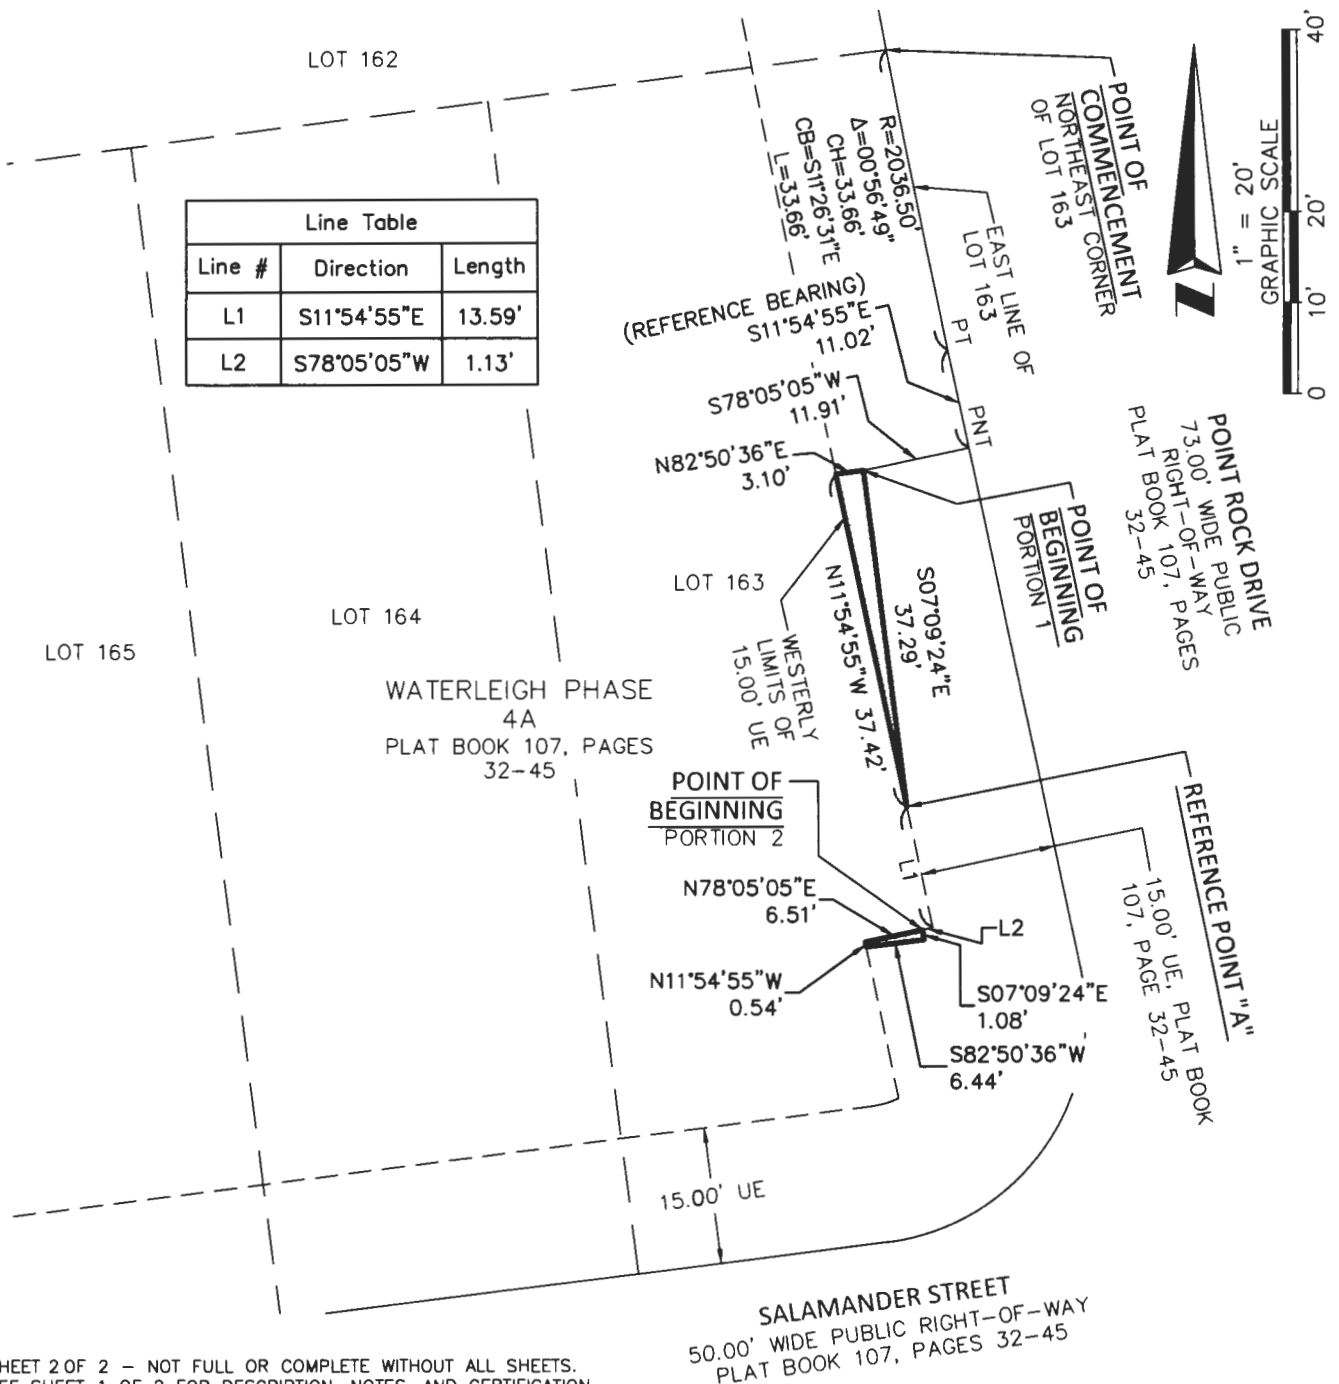 LOT 162
POINT OF
COMMENCEMENT
NORTHEAST CORNER
OF LOT 163
1" = 20'
GRAPHIC SCALE
0
10'
20'
40'
R=2036.50'
Δ=00°56'49"
CH=33.66'
CB=S11°26'31"E
L=33.66'
EAST LINE OF
LOT 163
Line Table
Line # Direction Length
L1 S11°54'55"E 13.59'
L2 S78°05'05"W 1.13'
(REFERENCE BEARING)
S11°54'55"E
11.02'
PT
PNT
S78°05'05"W
11.91'
N82°50'36"E
3.10'
POINT ROCK DRIVE
73.00' WIDE PUBLIC
RIGHT-OF-WAY
PLAT BOOK 107, PAGES
32-45
POINT OF
BEGINNING
PORTION 1
LOT 163
LOT 164
LOT 165
S07°09'24"E
37.29'
N11°54'55"W 37.42'
WESTERLY
LIMITS OF
15.00' UE
WATERLEIGH PHASE
4A
PLAT BOOK 107, PAGES
32-45
POINT OF
BEGINNING
PORTION 2
REFERENCE POINT "A"
L1
N78°05'05"E
6.51'
L2
15.00' UE, PLAT BOOK
107, PAGE 32-45
N11°54'55"W
0.54'
S07°09'24"E
1.08'
S82°50'36"W
6.44'
15.00' UE
SALAMANDER STREET
50.00' WIDE PUBLIC RIGHT-OF-WAY
PLAT BOOK 107, PAGES 32-45
HEET 2 OF 2 - NOT FULL OR COMPLETE WITHOUT ALL SHEETS.
EE SHEET 1 OF 2 FOR DESCRIPTION, NOTES, AND CERTIFICATION